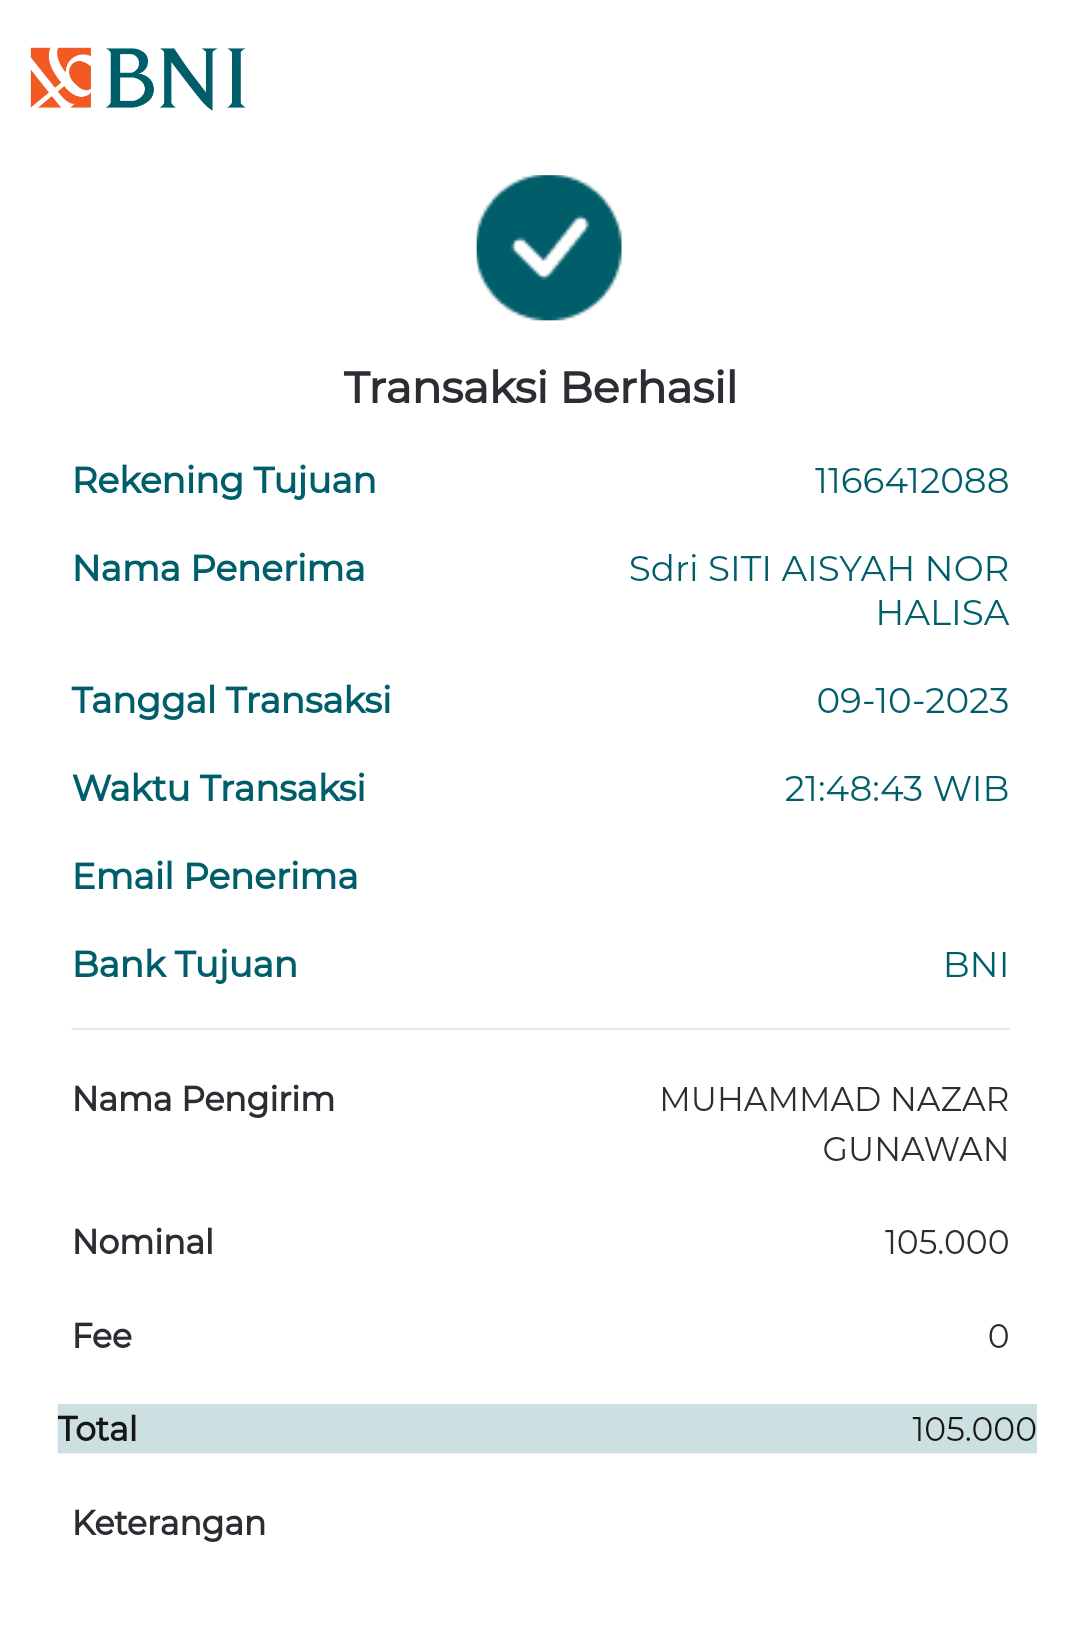 BNI
Transaksi Berhasil
Rekening Tujuan 1166412088
Nama Penerima Sdri SITI AISYAH NOR
HALISA
Tanggal Transaksi 09-10-2023
Waktu Transaksi 21:48:43 WIB
Email Penerima
Bank Tujuan BNI
Nama Pengirim MUHAMMAD NAZAR
GUNAWAN
Nominal 105.000
Fee 0
Total 105.000
Keterangan